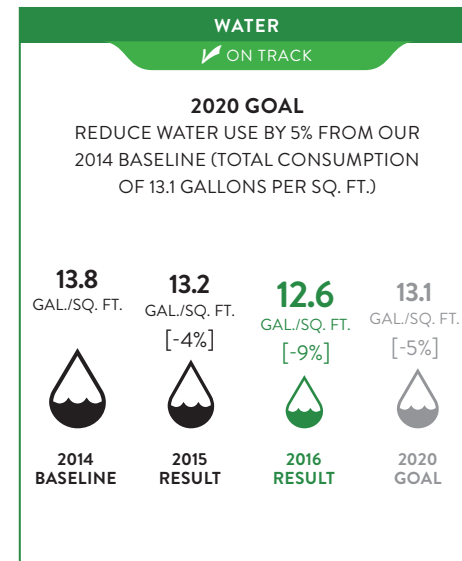 WATER
ON TRACK
2020 GOAL
REDUCE WATER USE BY 5% FROM OUR
2014 BASELINE (TOTAL CONSUMPTION
OF 13.1 GALLONS PER SQ. FT.)
13.8
GAL./SQ. FT.
2014
BASELINE
13.2
GAL./SQ. FT.
[-4%]
2015
RESULT
12.6
GAL./SQ. FT.
[-9%]
2016
RESULT
13.1
GAL./SQ. FT.
[-5%]
2020
GOAL